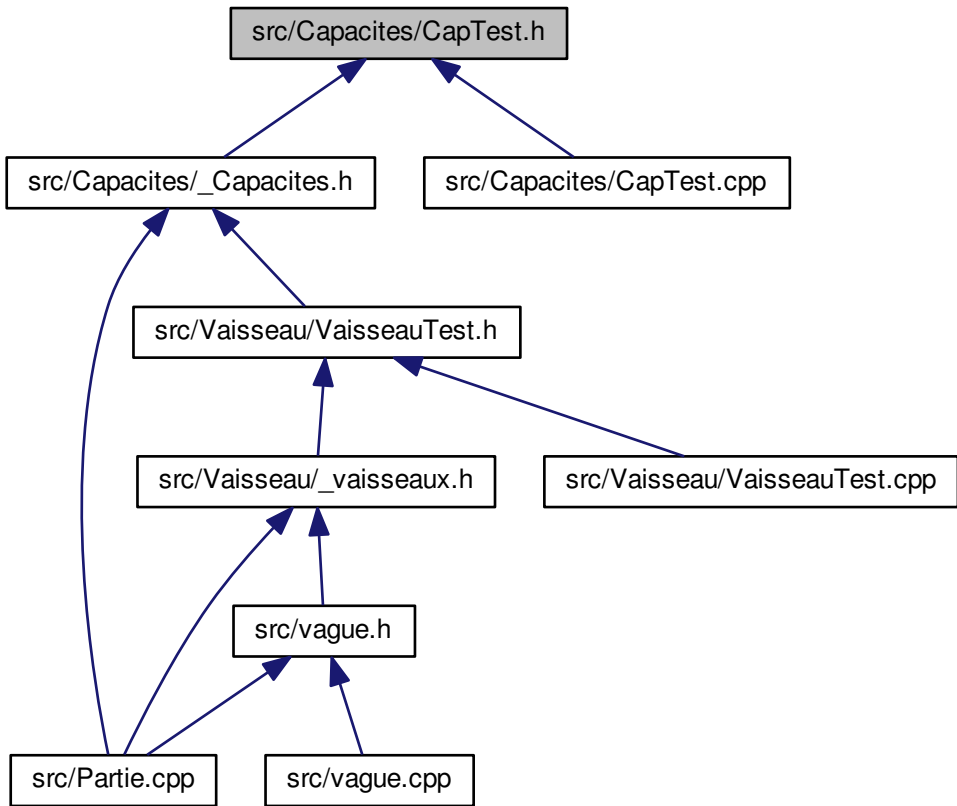 src/Capacites/CapTest.h
src/Capacites/_Capacites.h
src/Capacites/CapTest.cpp
src/Vaisseau/VaisseauTest.h
src/Vaisseau/_vaisseaux.h
src/Vaisseau/VaisseauTest.cpp
src/vague.h
src/Partie.cpp
src/vague.cpp